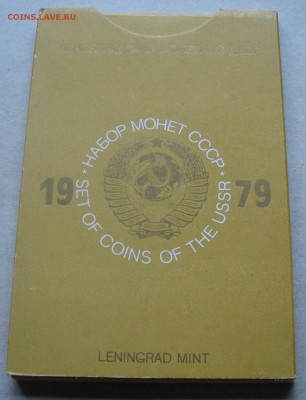 COINS.LAVE.RU
19 79
* НАБОР МОНЕТ СССР *
SET OF COINS OF THE USSR
LENINGRAD MINT